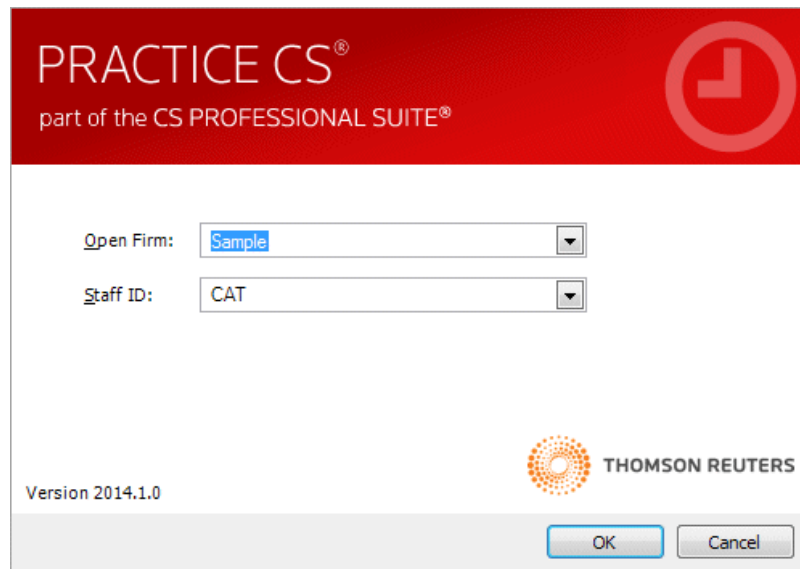 PRACTICE CS®
part of the CS PROFESSIONAL SUITE®
Open Firm: Sample
Staff ID: CAT
THOMSON REUTERS
Version 2014.1.0
OK Cancel